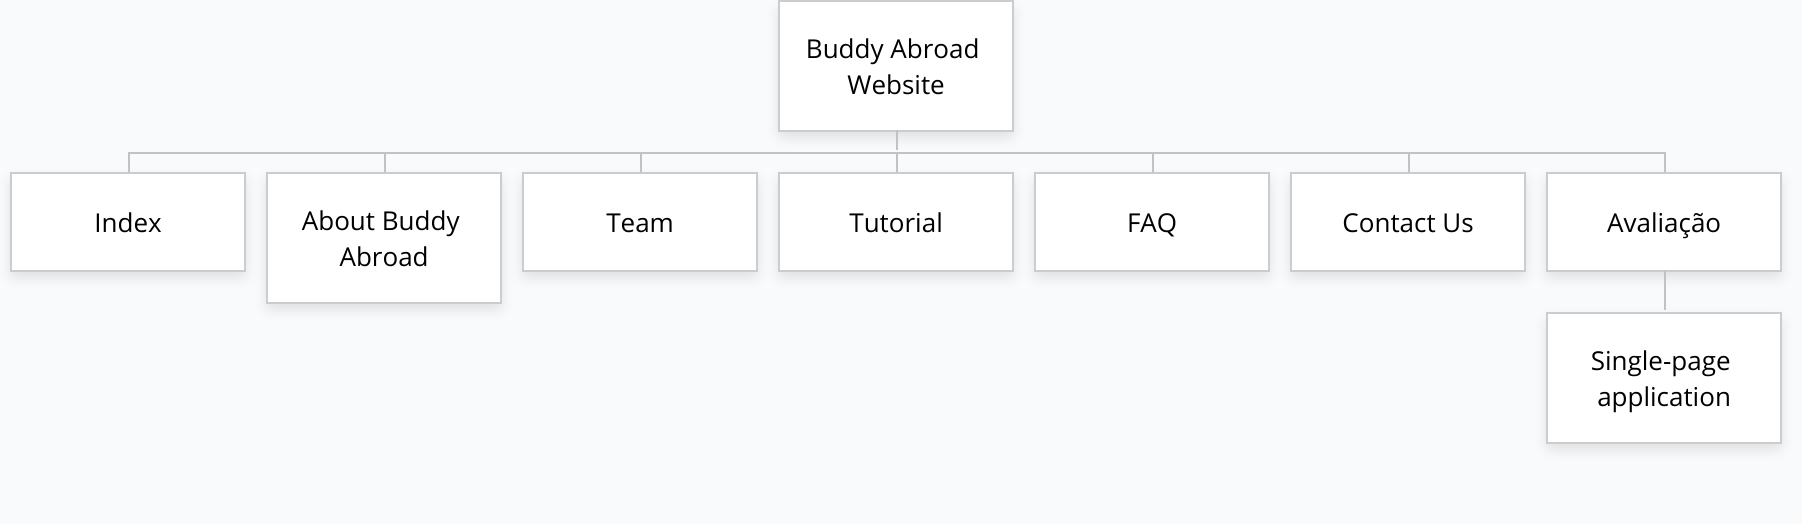 Buddy Abroad
Website
Index
About Buddy
Abroad
Team
Tutorial
FAQ
Contact Us
Avaliação
Single-page
application